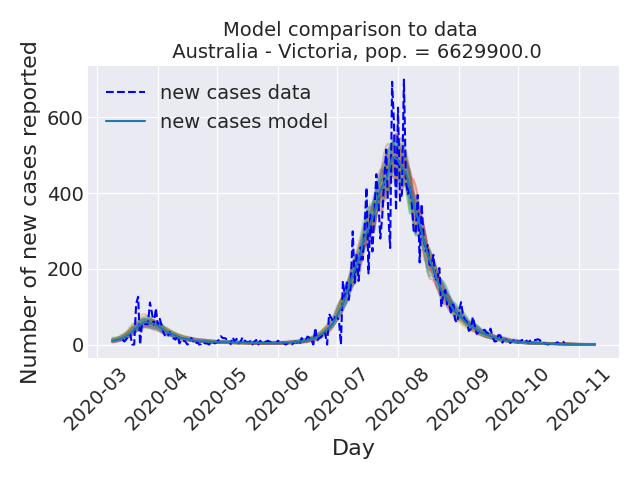 Model comparison to data
Australia - Victoria, pop. = 6629900.0
Number of new cases reported
new cases data
new cases model
600
400
200
0
2020-03
2020-04
2020-05
2020-06
2020-07
2020-08
2020-09
2020-10
2020-11
Day